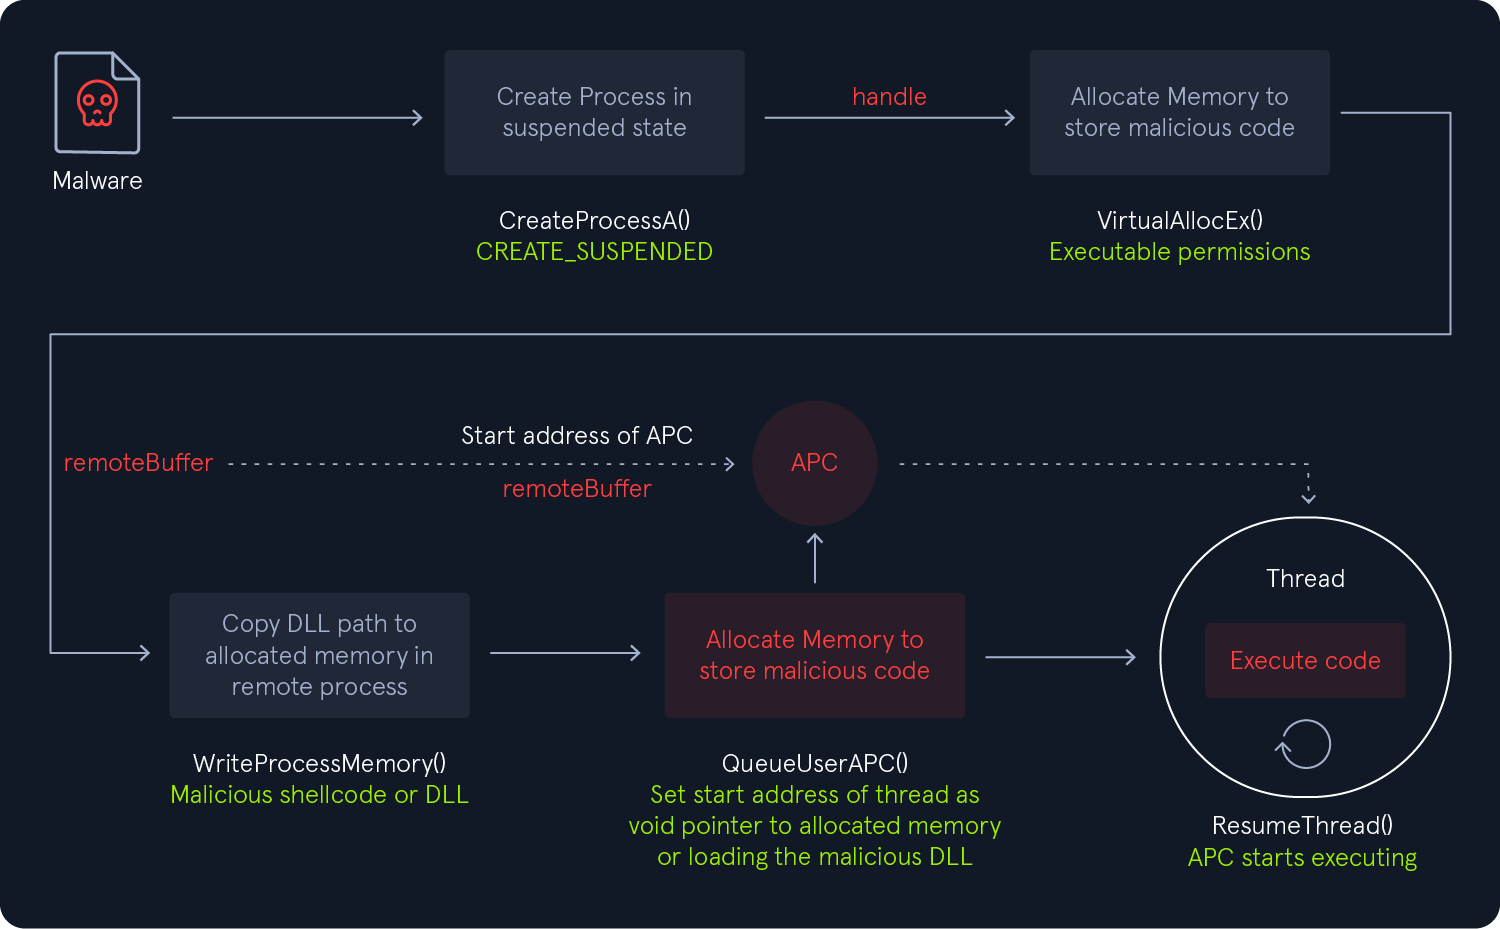 Malware
Create Process in
suspended state
CreateProcessA()
CREATE_SUSPENDED
handle
Allocate Memory to
store malicious code
VirtualAllocEx()
Executable permissions
remoteBuffer
Start address of APC
remoteBuffer
APC
Copy DLL path to
allocated memory in
remote process
WriteProcessMemory()
Malicious shellcode or DLL
Allocate Memory to
store malicious code
QueueUserAPC()
Set start address of thread as
void pointer to allocated memory
or loading the malicious DLL
Thread
Execute code
ResumeThread()
APC starts executing